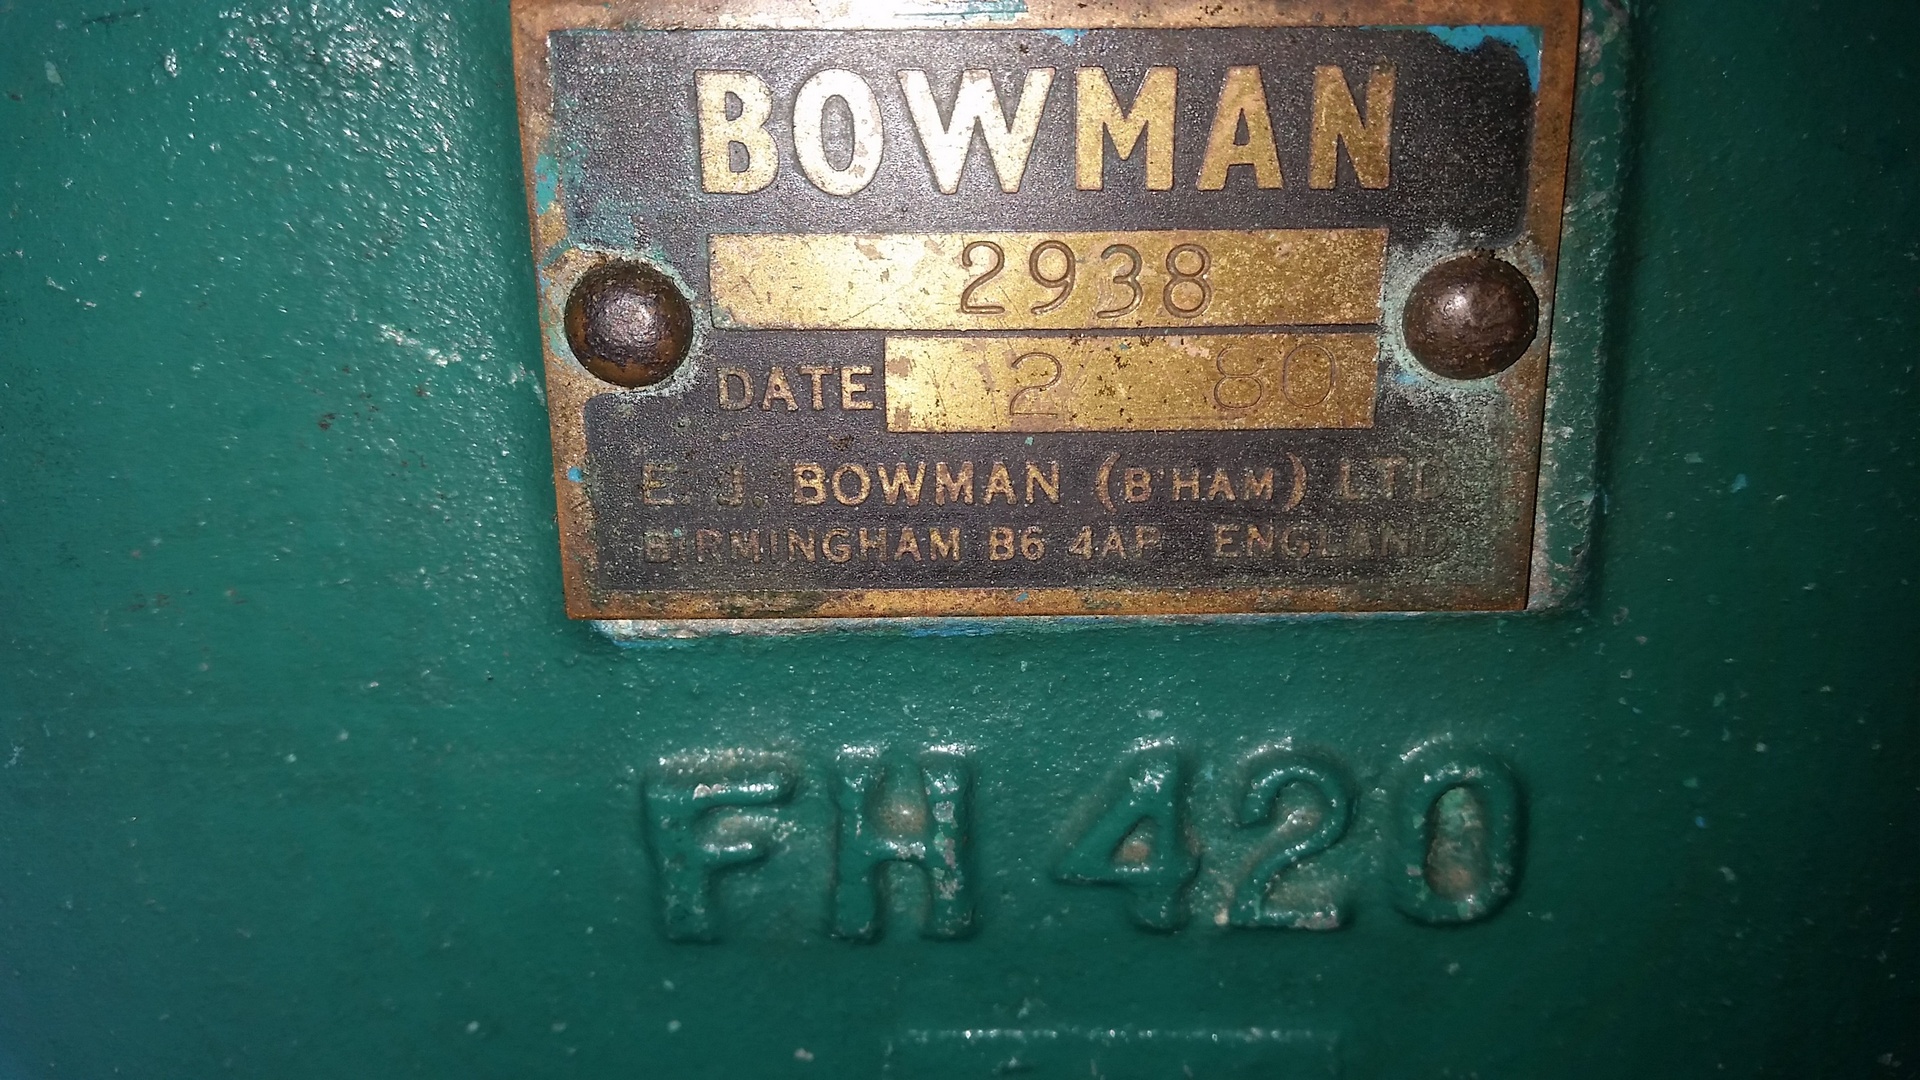 BOWMAN
2938
DATE 2 80
E. J. BOWMAN (B'HAM) LTD
BIRMINGHAM B6 4AP ENGLAND
FH 420